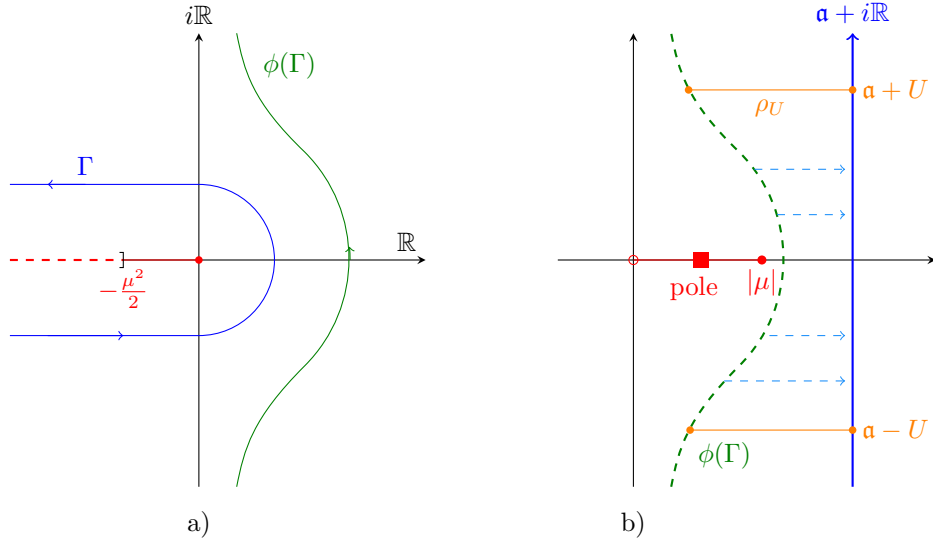 iℝ
ϕ(Γ)
Γ
ℝ
−μ²/2
a)
𝔞 + iℝ
𝔞 + U
ρ_U
pole
|μ|
𝔞 − U
ϕ(Γ)
b)